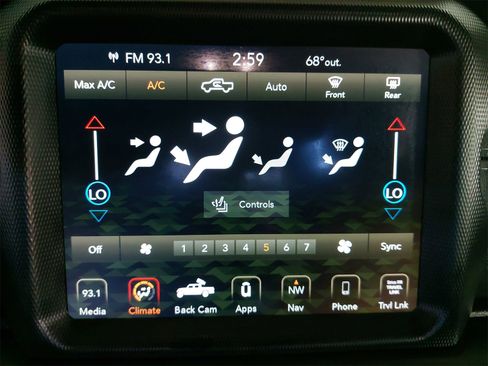 FM 93.1 2:59 68°out.
Max A/C A/C Auto Front Rear
LO LO
Controls
Off 1 2 3 4 5 6 7 Sync
93.1 NW
Media Climate Back Cam Apps Nav Phone Trvl Lnk